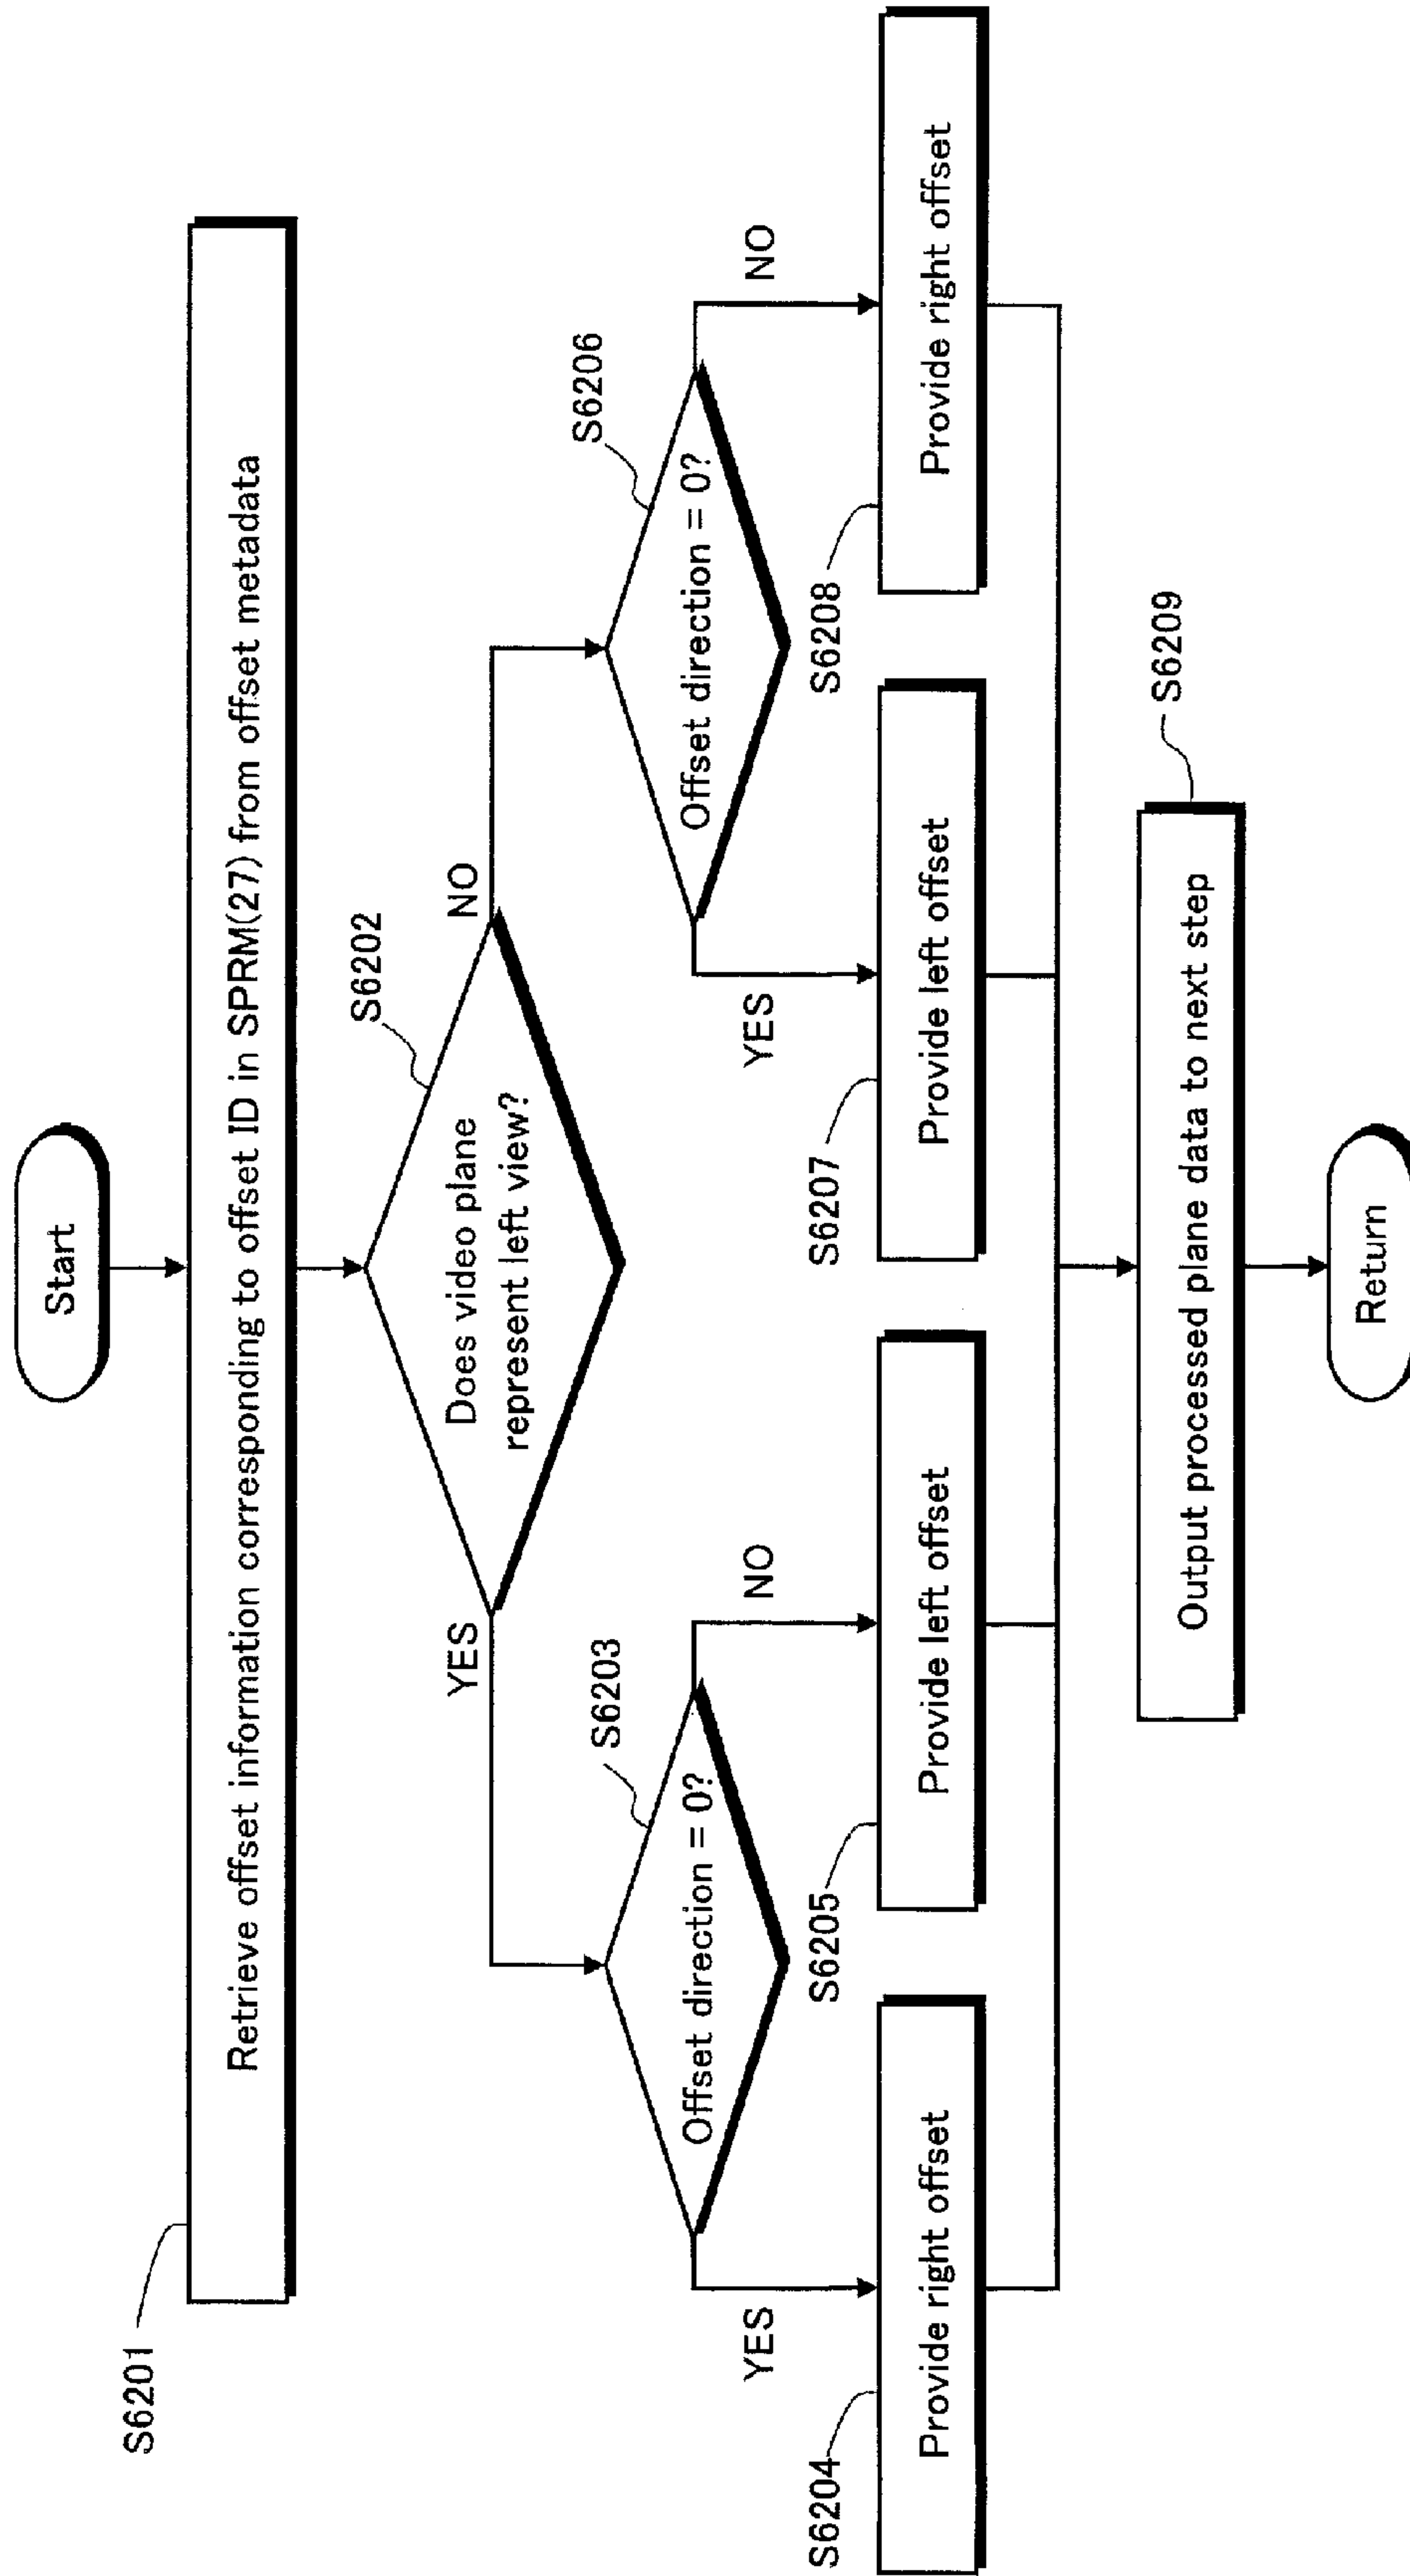 Start
S6201
Retrieve offset information corresponding to offset ID in SPRM(27) from offset metadata
S6202
Does video plane
represent left view?
YES
NO
S6203
Offset direction = 0?
S6206
Offset direction = 0?
YES
NO
YES
NO
S6204
Provide right offset
S6205
Provide left offset
S6207
Provide left offset
S6208
Provide right offset
S6209
Output processed plane data to next step
Return